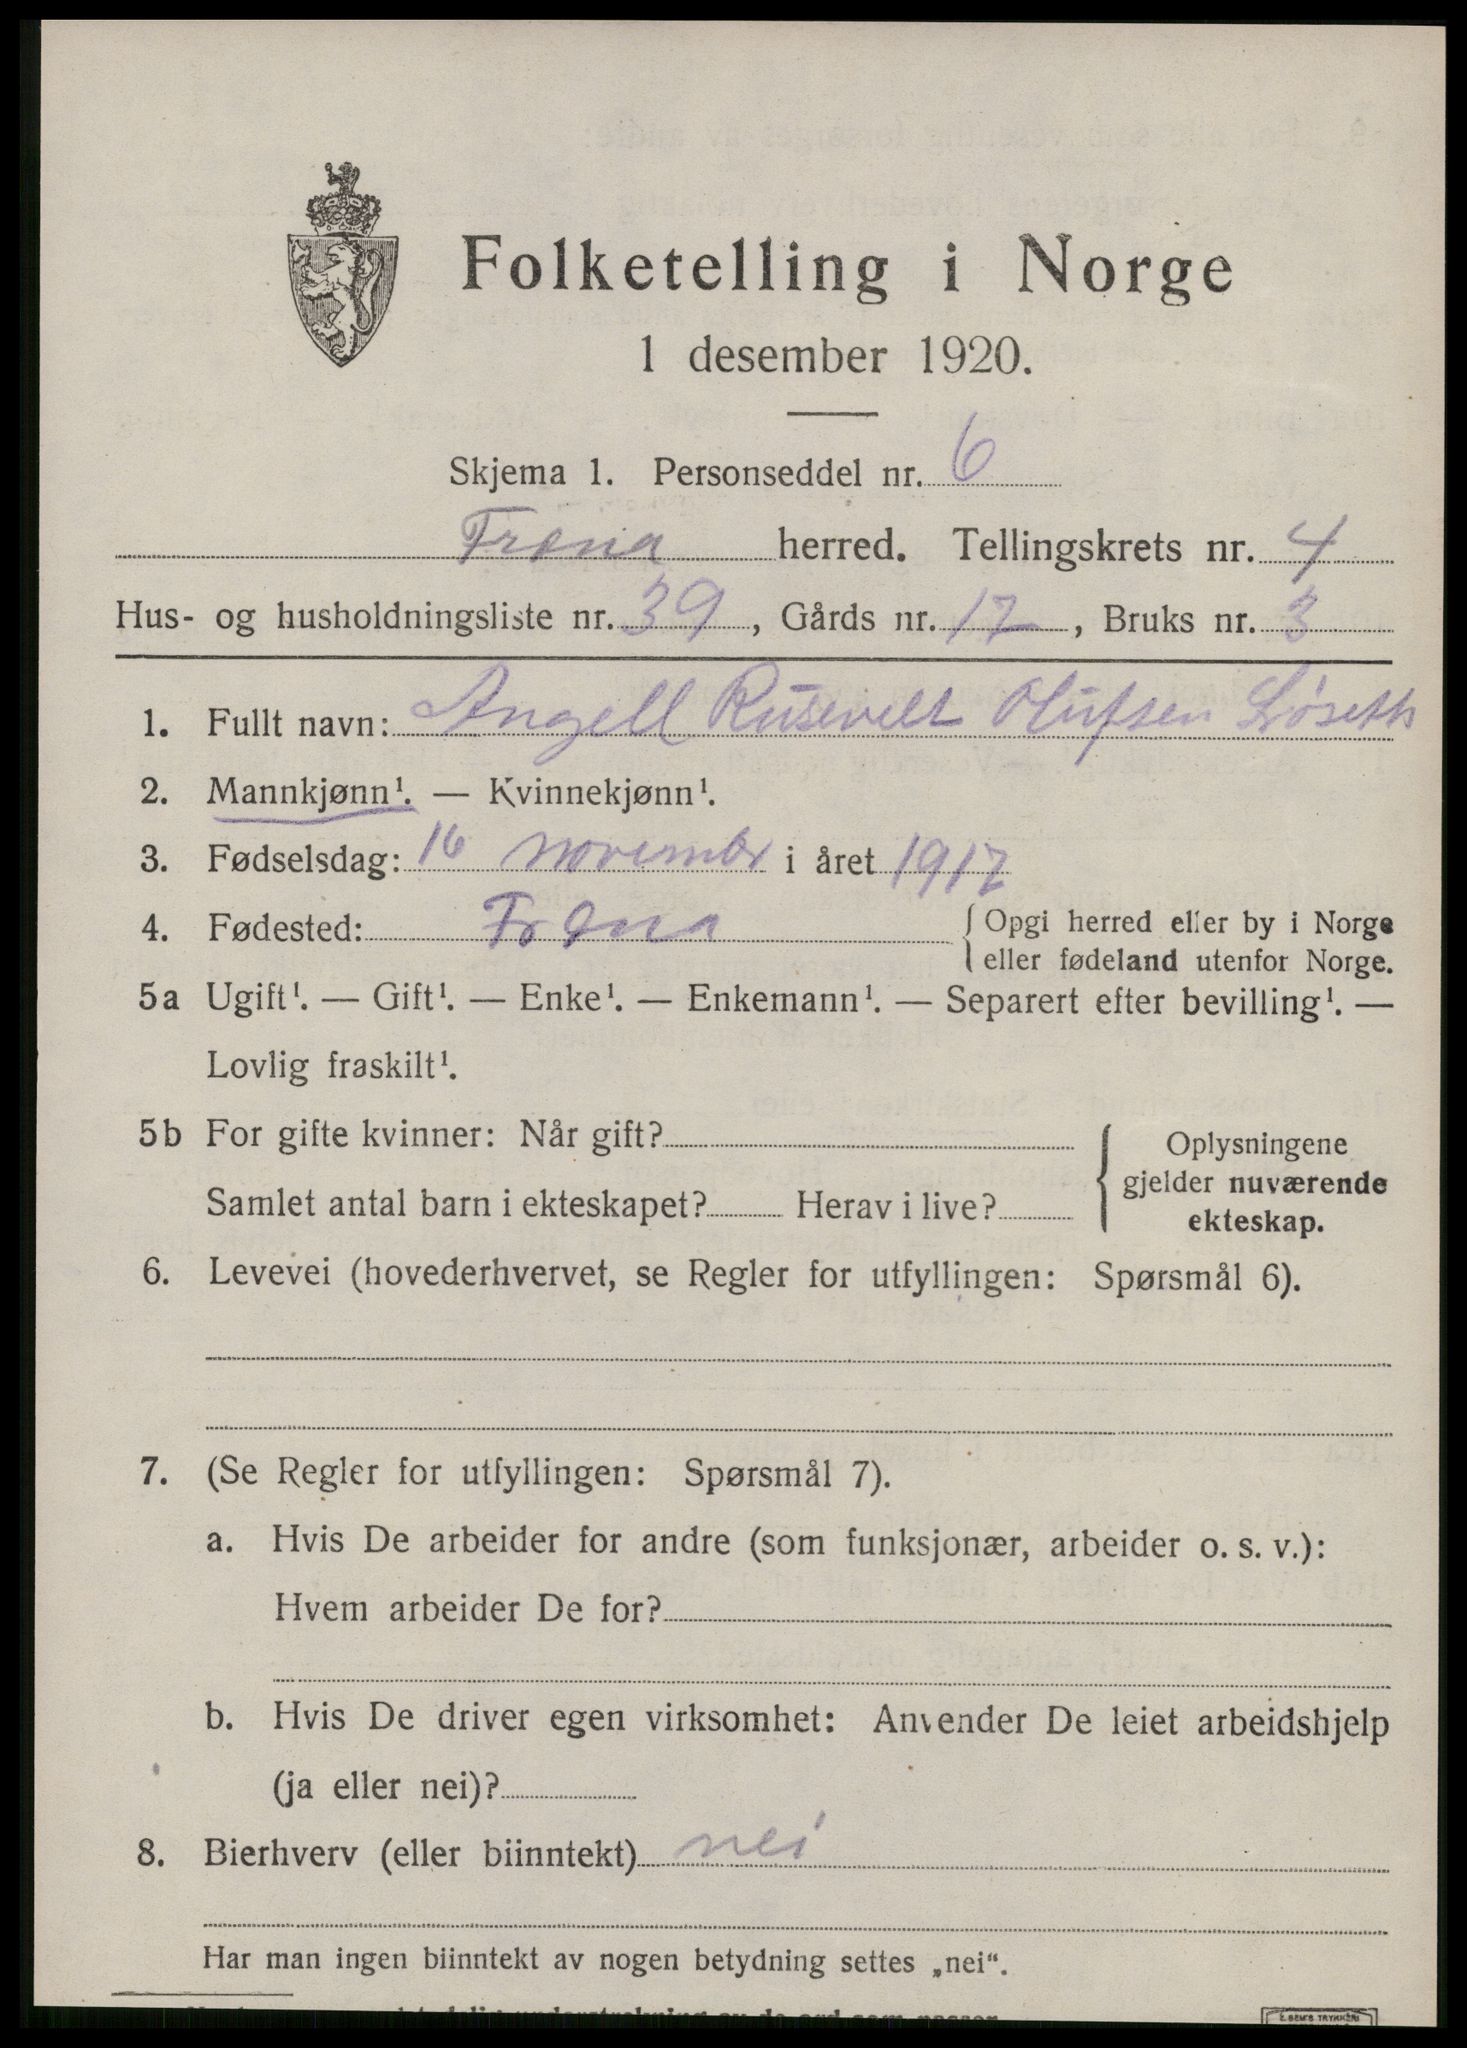 Folketelling i Norge
1 desember 1920.
Skjema 1. Personseddel nr. 6
Fræna herred. Tellingskrets nr. 4
Hus- og husholdningsliste nr. 39, Gårds nr. 17, Bruks nr. 3
1. Fullt navn: Angell Rusevelt Olufsen Löseth
2. Mannkjønn¹. — Kvinnekjønn¹.
3. Fødselsdag: 16 november i året 1917
4. Fødested: Fræna { Opgi herred eller by i Norge
eller fødeland utenfor Norge.
5a Ugift¹. — Gift¹. — Enke¹. — Enkemann¹. — Separert efter bevilling¹. —
Lovlig fraskilt¹.
5b For gifte kvinner: Når gift? { Oplysningene
gjelder nuværende
Samlet antal barn i ekteskapet? Herav i live? ekteskap.
6. Levevei (hovederhvervet, se Regler for utfyllingen: Spørsmål 6).
7. (Se Regler for utfyllingen: Spørsmål 7).
a. Hvis De arbeider for andre (som funksjonær, arbeider o. s. v.):
Hvem arbeider De for?
b. Hvis De driver egen virksomhet: Anvender De leiet arbeidshjelp
(ja eller nei)?
8. Bierhverv (eller biinntekt) nei
Har man ingen biinntekt av nogen betydning settes „nei“.